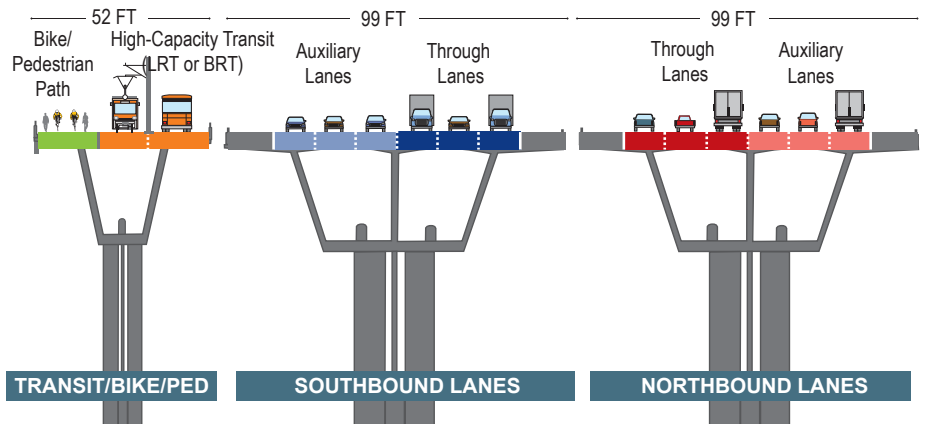 52 FT
Bike/
Pedestrian
Path
High-Capacity Transit
(LRT or BRT)
99 FT
Auxiliary
Lanes
Through
Lanes
99 FT
Through
Lanes
Auxiliary
Lanes
TRANSIT/BIKE/PED
SOUTHBOUND LANES
NORTHBOUND LANES